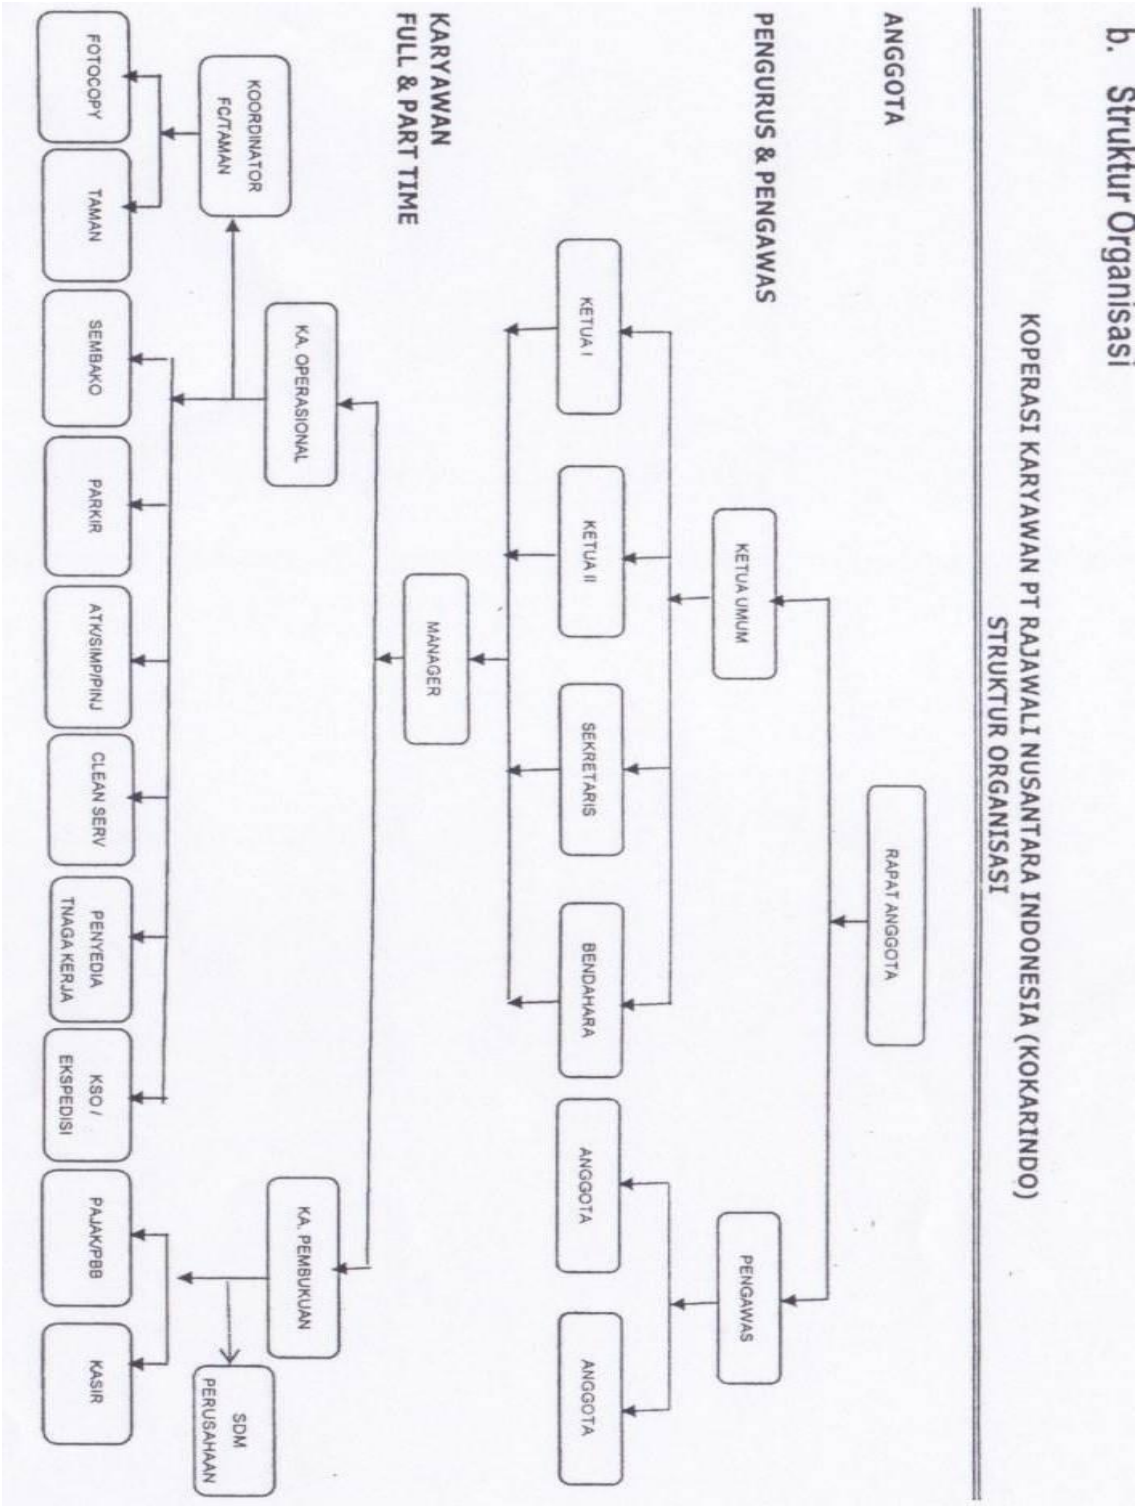 b. Struktur Organisasi
KOPERASI KARYAWAN PT RAJAWALI NUSANTARA INDONESIA (KOKARINDO)
STRUKTUR ORGANISASI
ANGGOTA
RAPAT ANGGOTA
PENGURUS & PENGAWAS
KETUA UMUM
PENGAWAS
KETUA I
KETUA II
SEKRETARIS
BENDAHARA
ANGGOTA
ANGGOTA
KARYAWAN
FULL & PART TIME
MANAGER
KA. OPERASIONAL
KA. PEMBUKUAN
KOORDINATOR
FC/TAMAN
SDM
PERUSAHAAN
FOTOCOPY
TAMAN
SEMBAKO
PARKIR
ATK/SIMP/PINJ
CLEAN SERV
PENYEDIA
TNAGA KERJA
KSO /
EKSPEDISI
PAJAK/PBB
KASIR